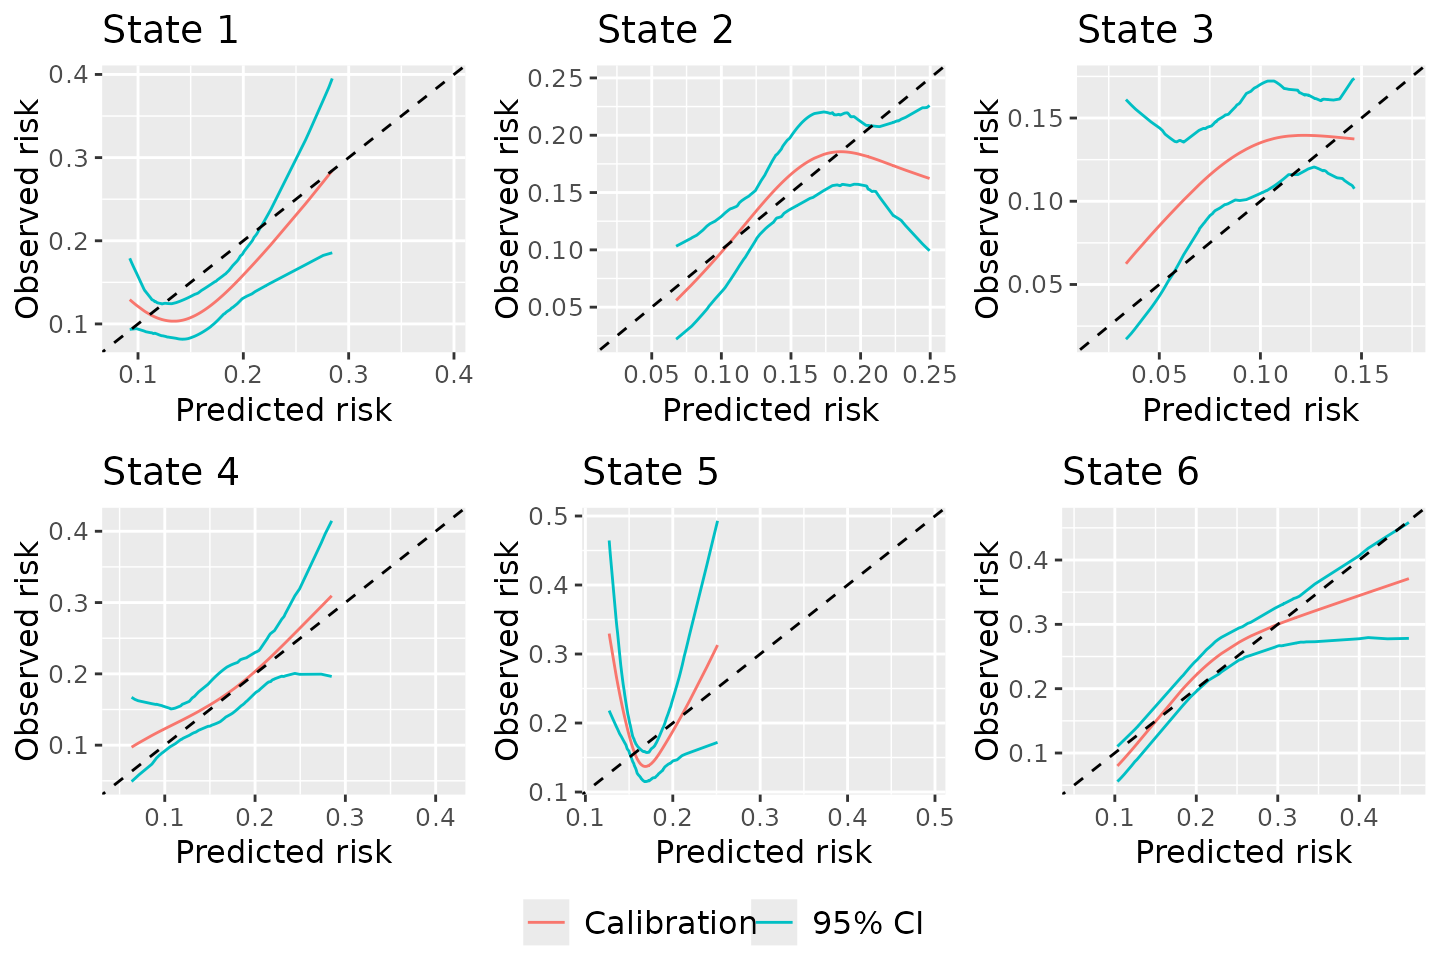 State 1
Observed risk
0.4
0.3
0.2
0.1
0.1 0.2 0.3 0.4
Predicted risk
State 2
Observed risk
0.25
0.20
0.15
0.10
0.05
0.05 0.10 0.15 0.20 0.25
Predicted risk
State 3
Observed risk
0.15
0.10
0.05
0.05 0.10 0.15
Predicted risk
State 4
Observed risk
0.4
0.3
0.2
0.1
0.1 0.2 0.3 0.4
Predicted risk
State 5
Observed risk
0.5
0.4
0.3
0.2
0.1
0.1 0.2 0.3 0.4 0.5
Predicted risk
State 6
Observed risk
0.4
0.3
0.2
0.1
0.1 0.2 0.3 0.4
Predicted risk
Calibration 95% CI